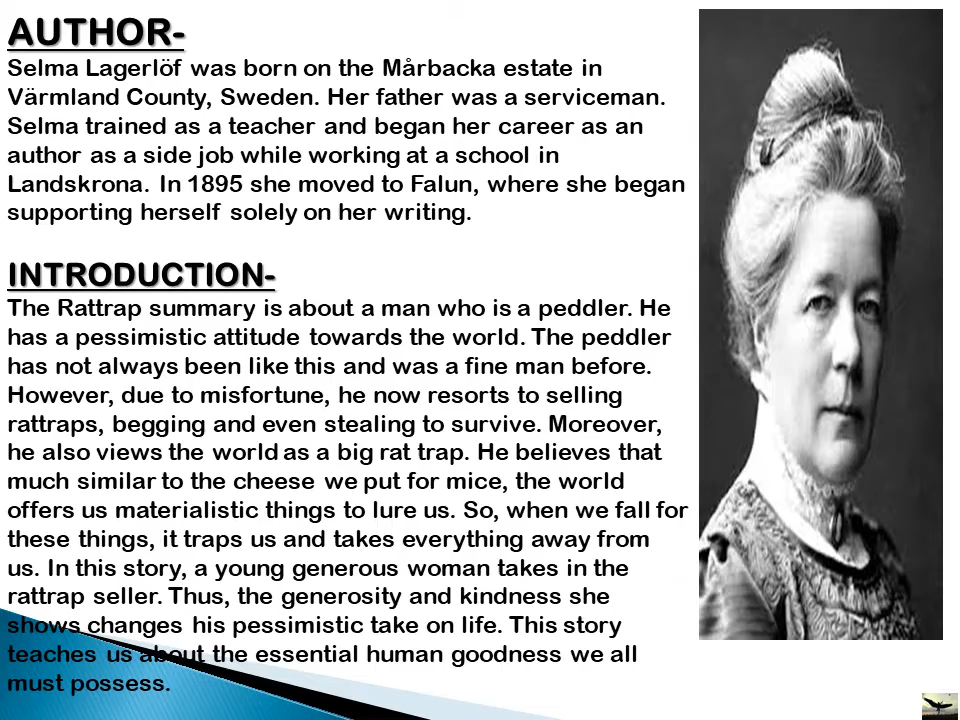 AUTHOR-
Selma Lagerlöf was born on the Mårbacka estate in
Värmland County, Sweden. Her father was a serviceman.
Selma trained as a teacher and began her career as an
author as a side job while working at a school in
Landskrona. In 1895 she moved to Falun, where she began
supporting herself solely on her writing.
INTRODUCTION-
The Rattrap summary is about a man who is a peddler. He
has a pessimistic attitude towards the world. The peddler
has not always been like this and was a fine man before.
However, due to misfortune, he now resorts to selling
rattraps, begging and even stealing to survive. Moreover,
he also views the world as a big rat trap. He believes that
much similar to the cheese we put for mice, the world
offers us materialistic things to lure us. So, when we fall for
these things, it traps us and takes everything away from
us. In this story, a young generous woman takes in the
rattrap seller. Thus, the generosity and kindness she
shows changes his pessimistic take on life. This story
teaches us about the essential human goodness we all
must possess.